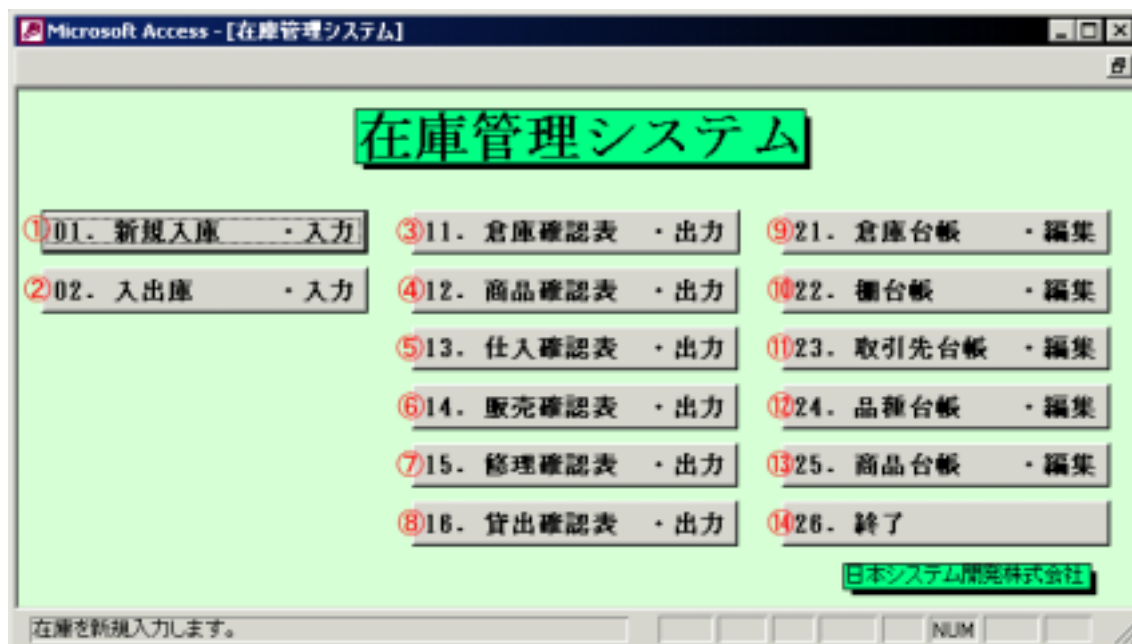 Microsoft Access - [在庫管理システム]
在庫管理システム
①01. 新規入庫 ・入力
②02. 入出庫 ・入力
③11. 倉庫確認表 ・出力
④12. 商品確認表 ・出力
⑤13. 仕入確認表 ・出力
⑥14. 販売確認表 ・出力
⑦15. 修理確認表 ・出力
⑧16. 貸出確認表 ・出力
⑨21. 倉庫台帳 ・編集
⑩22. 棚台帳 ・編集
⑪23. 取引先台帳 ・編集
⑫24. 品種台帳 ・編集
⑬25. 商品台帳 ・編集
⑭26. 終了
日本システム開発株式会社
在庫を新規入力します。
NUM